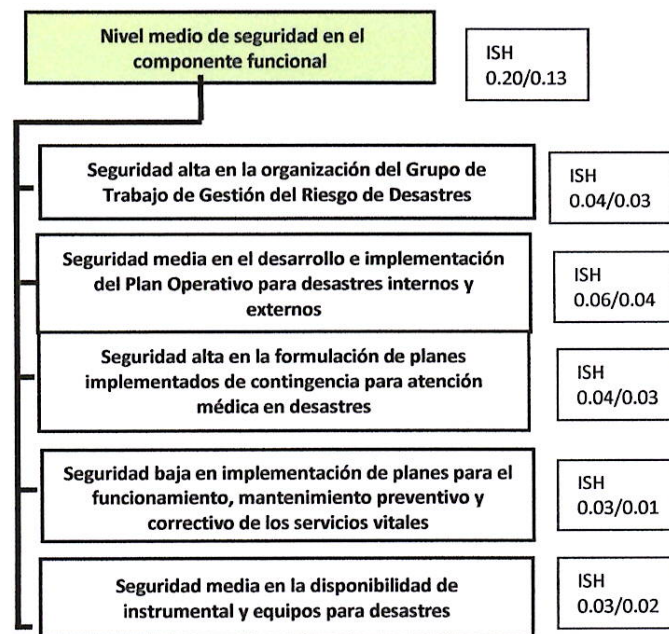 Nivel medio de seguridad en el
componente funcional
ISH
0.20/0.13
Seguridad alta en la organización del Grupo de
Trabajo de Gestión del Riesgo de Desastres
ISH
0.04/0.03
Seguridad media en el desarrollo e implementación
del Plan Operativo para desastres internos y
externos
ISH
0.06/0.04
Seguridad alta en la formulación de planes
implementados de contingencia para atención
médica en desastres
ISH
0.04/0.03
Seguridad baja en implementación de planes para el
funcionamiento, mantenimiento preventivo y
correctivo de los servicios vitales
ISH
0.03/0.01
Seguridad media en la disponibilidad de
instrumental y equipos para desastres
ISH
0.03/0.02